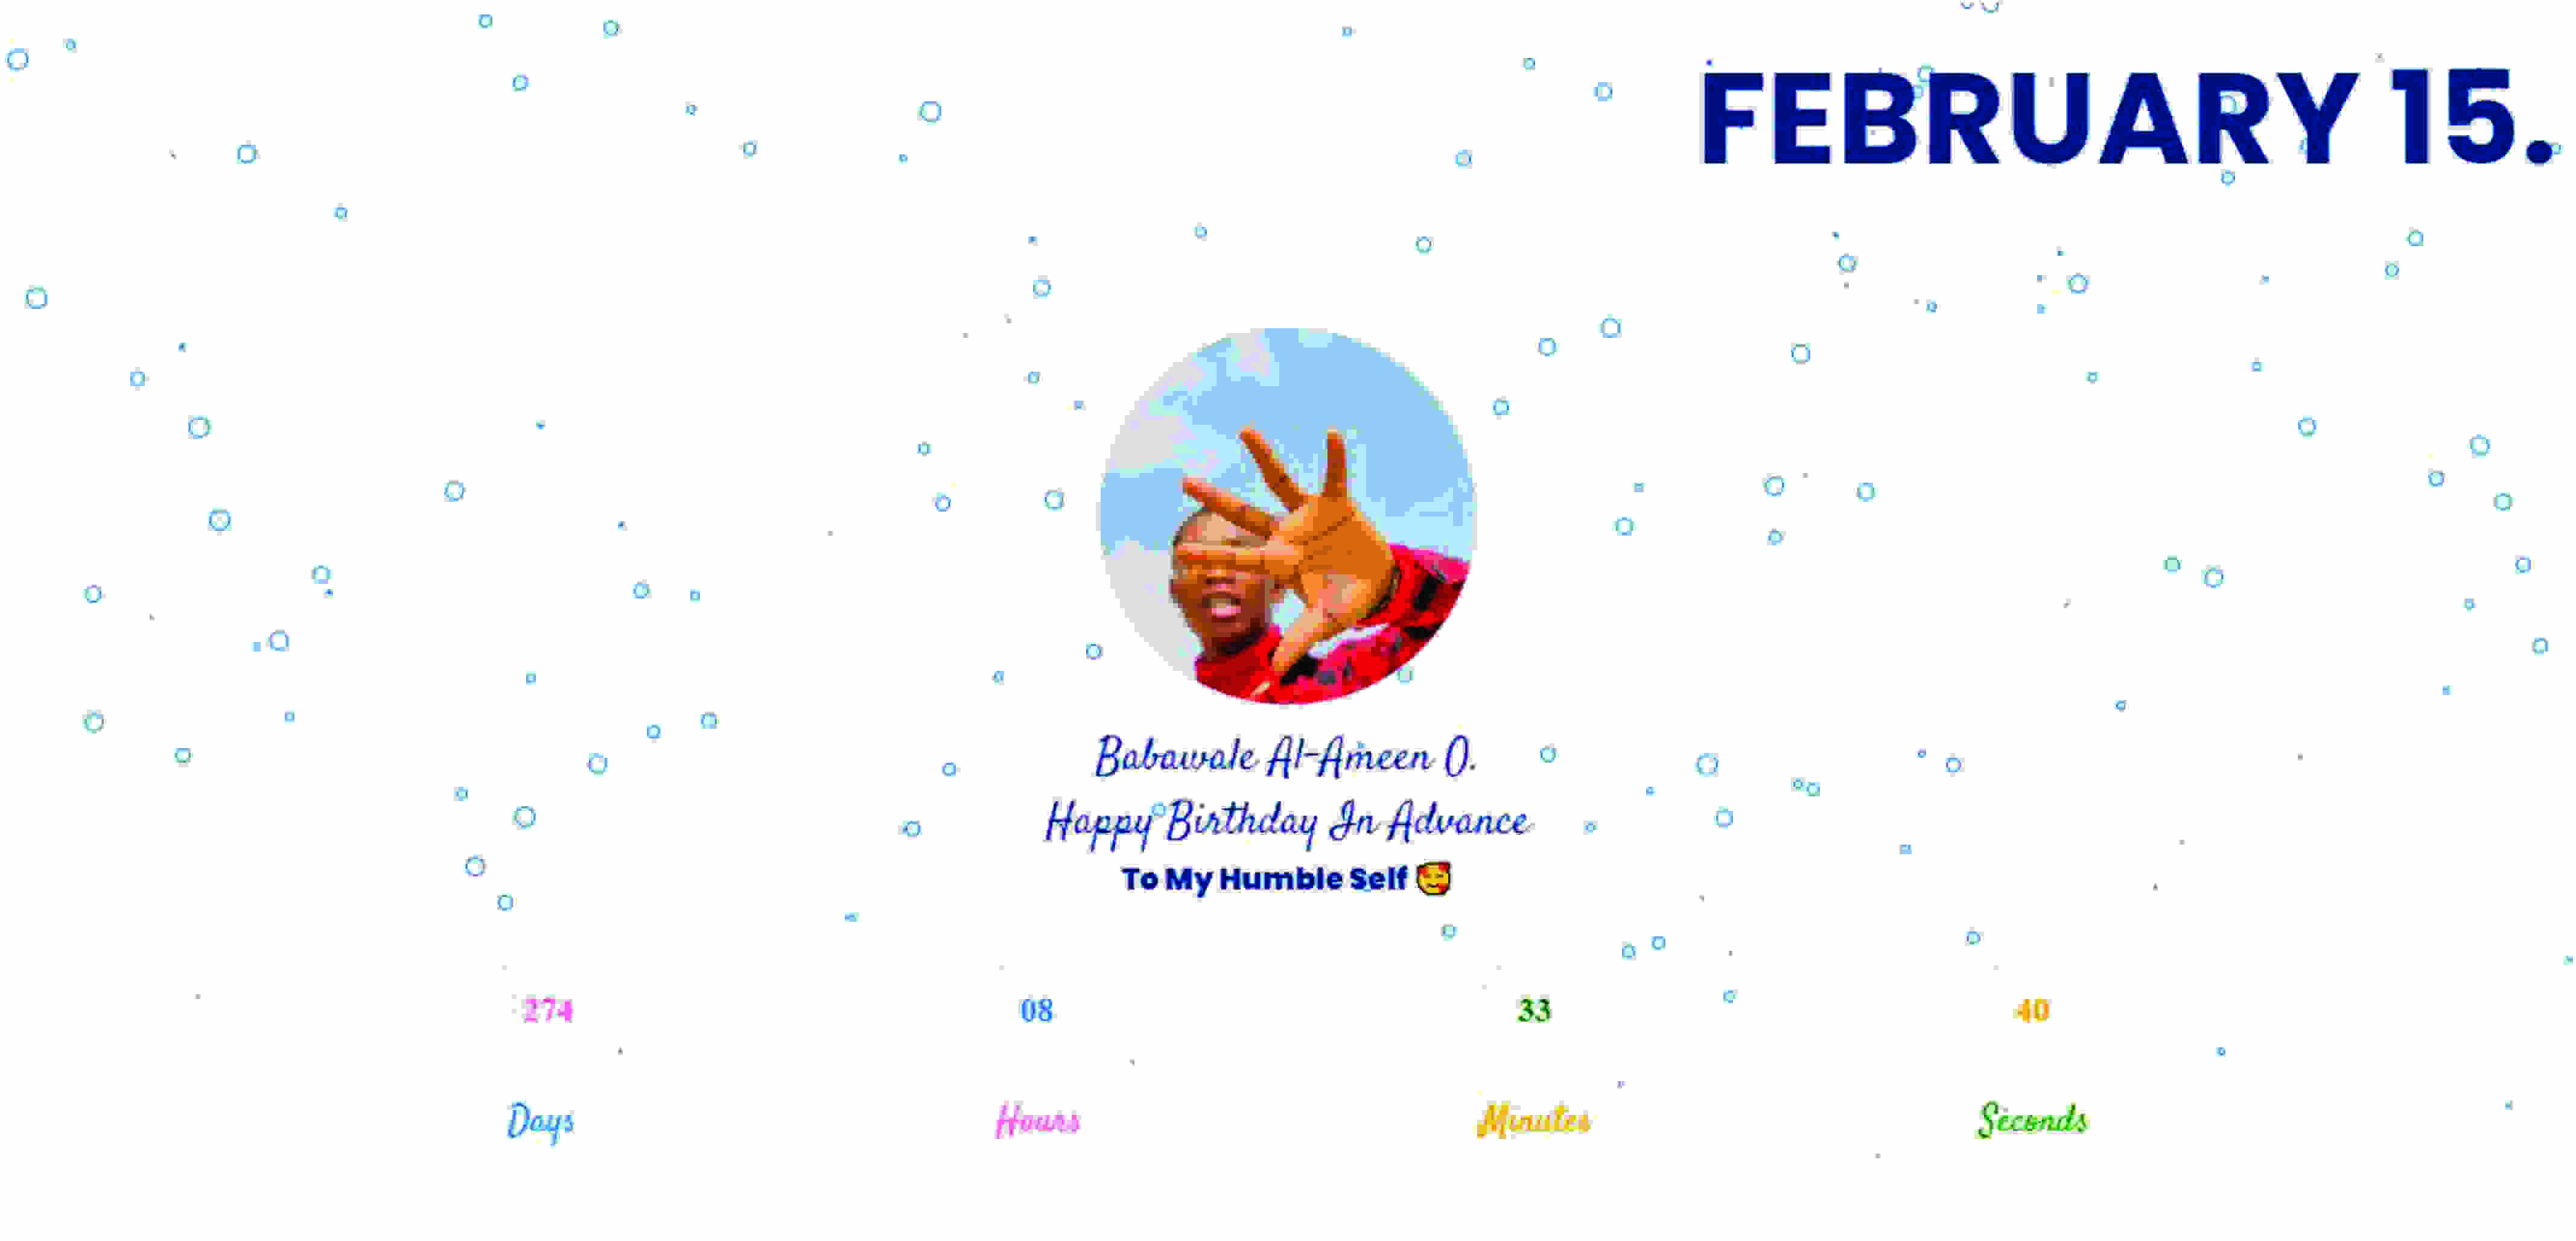 FEBRUARY 15.
Babawale Al-Ameen O.
Happy Birthday In Advance
To My Humble Self 🥰
274 08 33 40
Days Hours Minutes Seconds